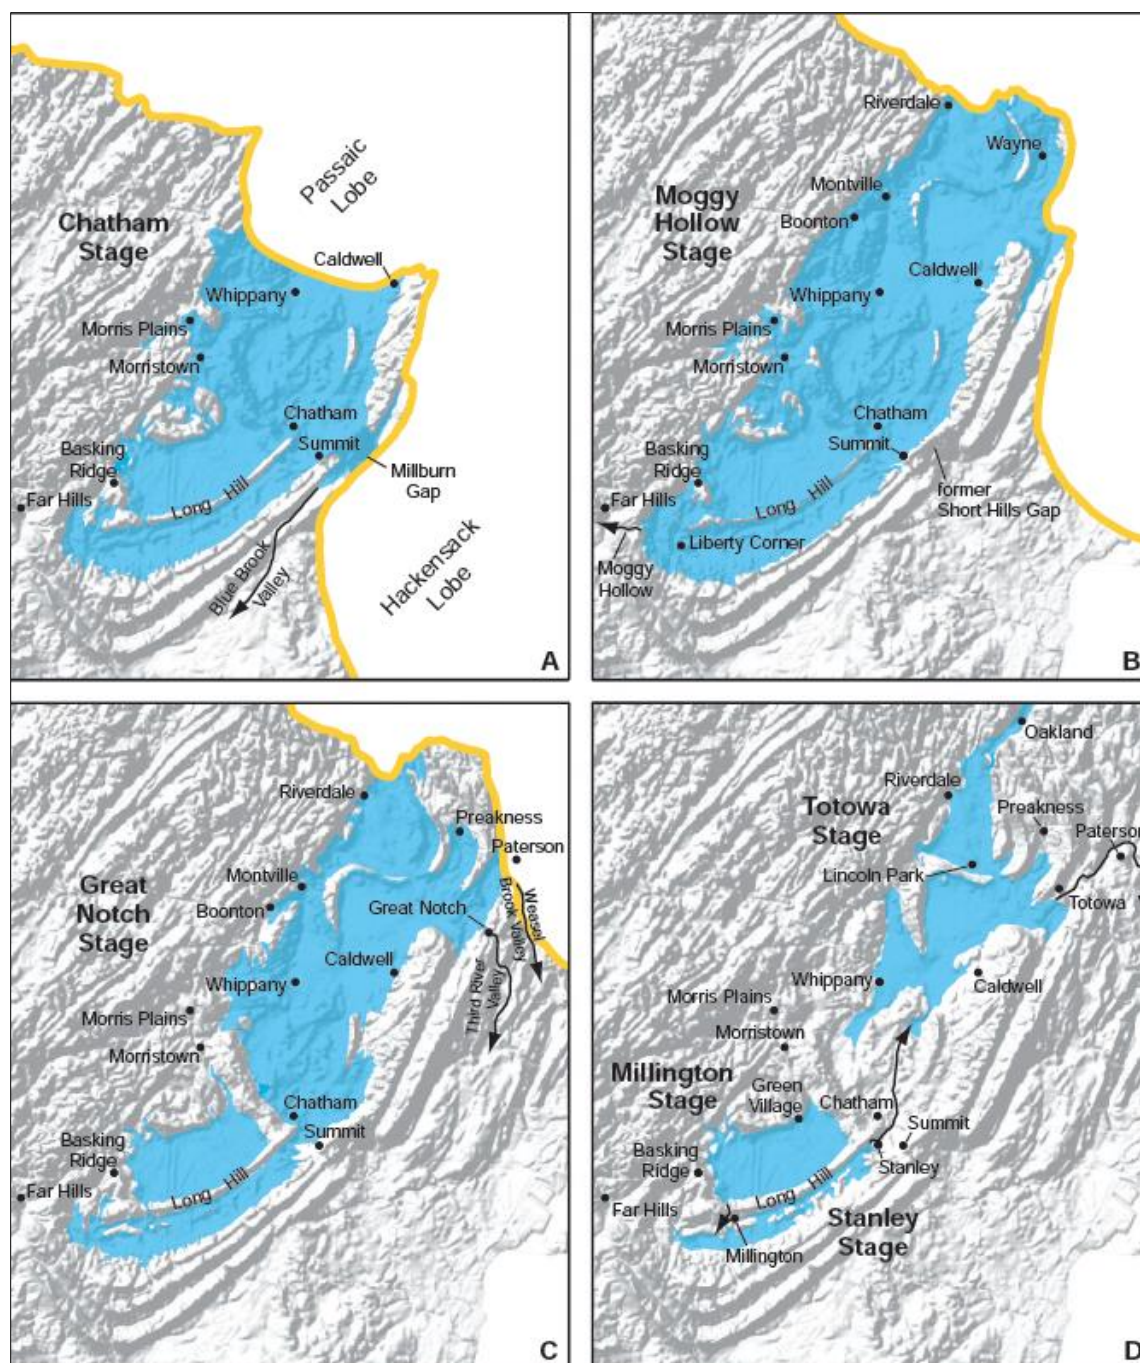 Passaic
Lobe
Chatham
Stage
Caldwell
Whippany
Morris Plains
Morristown
Chatham
Summit
Basking
Ridge
Millburn
Gap
Far Hills
Long Hill
Blue Brook
Valley
Hackensack
Lobe
A
Riverdale
Wayne
Moggy
Hollow
Stage
Montville
Boonton
Caldwell
Whippany
Morris Plains
Morristown
Chatham
Summit
Basking
Ridge
Far Hills
Long Hill
former
Short Hills Gap
Liberty Corner
Moggy
Hollow
B
Riverdale
Preakness
Paterson
Montville
Great
Notch
Stage
Boonton
Great Notch
Weasel
Brook Valley
Caldwell
Whippany
Third River
Valley
Morris Plains
Morristown
Chatham
Summit
Basking
Ridge
Far Hills
Long Hill
C
Oakland
Riverdale
Totowa
Stage
Preakness
Paterson
Lincoln Park
Totowa
Whippany
Caldwell
Morris Plains
Morristown
Millington
Stage
Green
Village
Chatham
Summit
Basking
Ridge
Stanley
Far Hills
Long Hill
Millington
Stanley
Stage
D